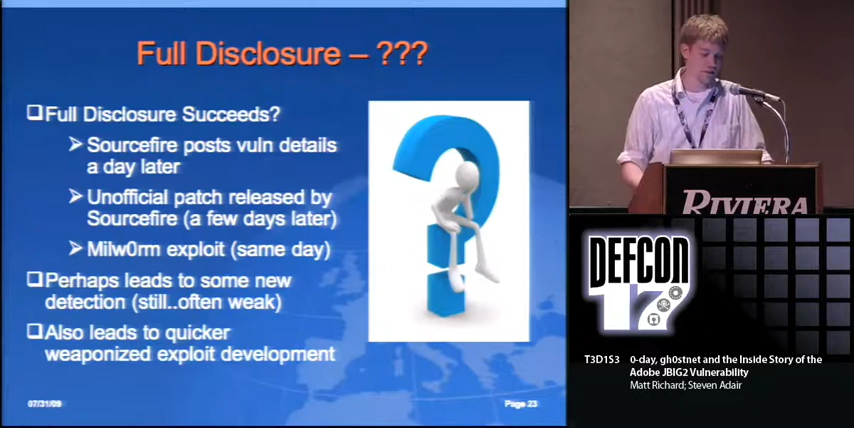 Full Disclosure – ???
Full Disclosure Succeeds?
Sourcefire posts vuln details
a day later
Unofficial patch released by
Sourcefire (a few days later)
Milw0rm exploit (same day)
Perhaps leads to some new
detection (still..often weak)
Also leads to quicker
weaponized exploit development
07/31/09
Page 23
RIVIERA
DEFCON
17
T3D1S3 0-day, gh0stnet and the Inside Story of the
Adobe JBIG2 Vulnerability
Matt Richard; Steven Adair